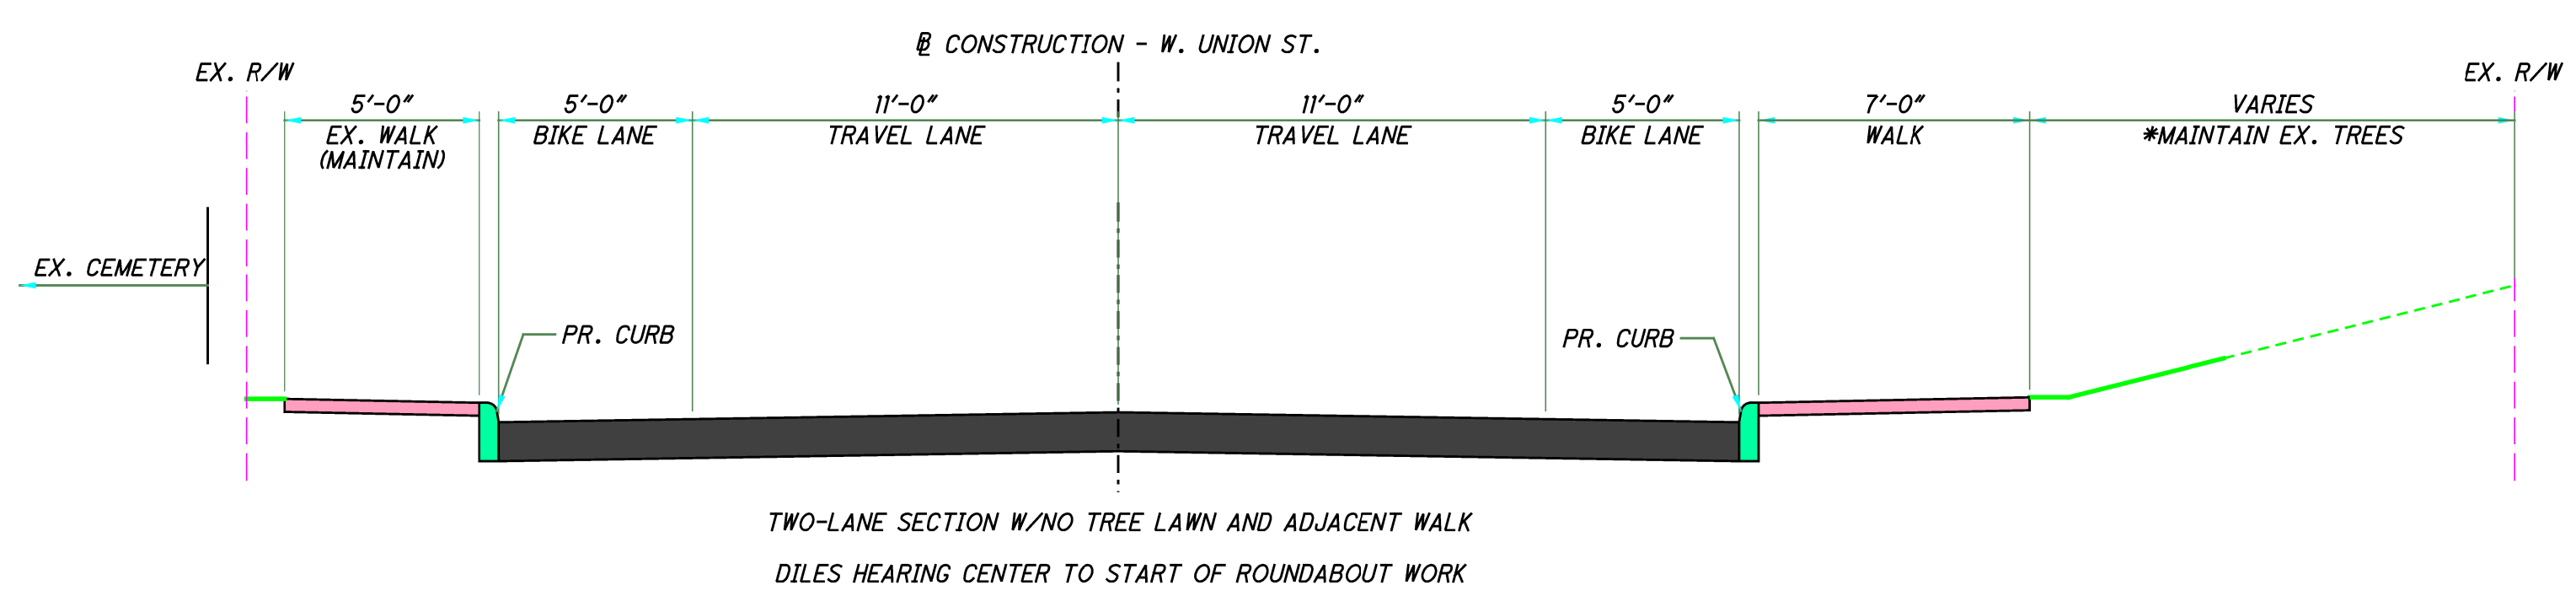 ℄ CONSTRUCTION - W. UNION ST.
EX. R/W
EX. R/W
5'-0" 5'-0" 11'-0" 11'-0" 5'-0" 7'-0" VARIES
EX. WALK BIKE LANE TRAVEL LANE TRAVEL LANE BIKE LANE WALK *MAINTAIN EX. TREES
(MAINTAIN)
EX. CEMETERY
PR. CURB
PR. CURB
TWO-LANE SECTION W/NO TREE LAWN AND ADJACENT WALK
DILES HEARING CENTER TO START OF ROUNDABOUT WORK